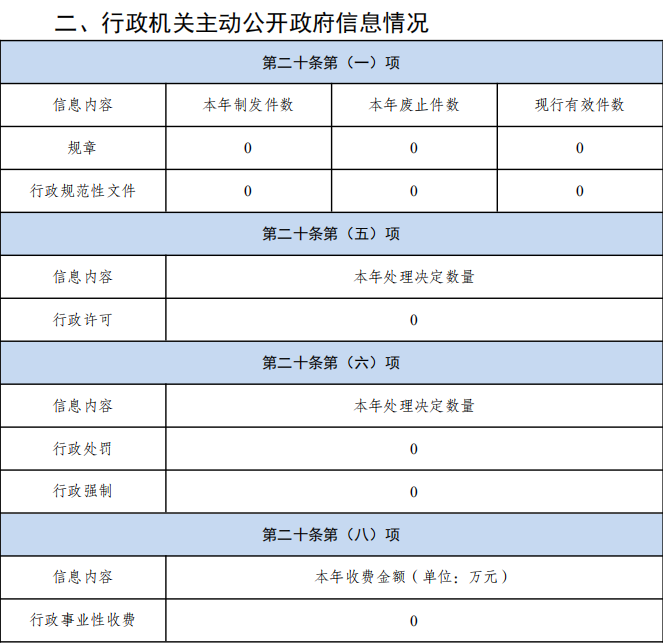 二、行政机关主动公开政府信息情况
第二十条第（一）项
信息内容 本年制发件数 本年废止件数 现行有效件数
规章 0 0 0
行政规范性文件 0 0 0
第二十条第（五）项
信息内容 本年处理决定数量
行政许可 0
第二十条第（六）项
信息内容 本年处理决定数量
行政处罚 0
行政强制 0
第二十条第（八）项
信息内容 本年收费金额（单位：万元）
行政事业性收费 0